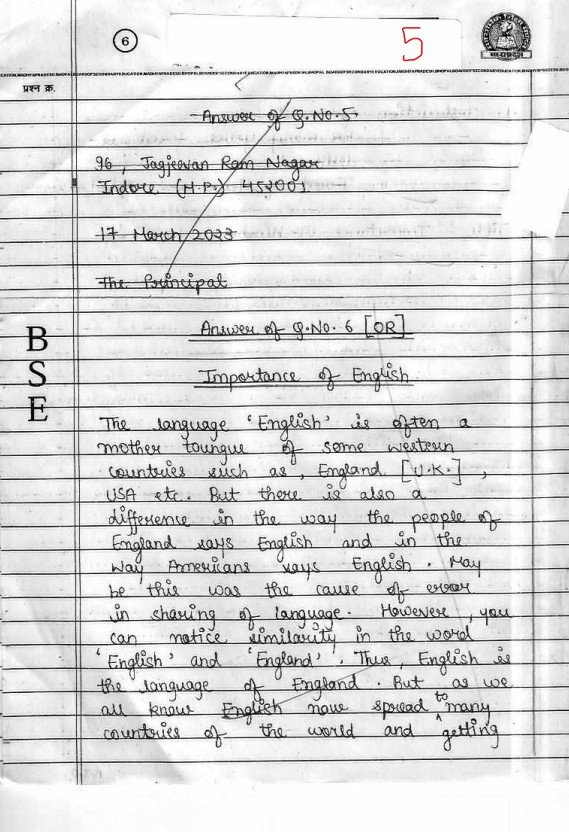 6
5
प्रश्न क्र.
Answer of Q.No.5
96, Jagjeevan Ram Nagar
Indore (M.P.) 452001
17 March 2023
The Principal
Answer of Q.No. 6 [OR]
Importance of English
B
S
E
The language 'English' is often a
mother toungue of some western
countries such as, England [U.K.],
USA etc. But there is also a
difference in the way the people of
England says English and in the
way Americans says English. May
be this was the cause of error
in sharing of language. However, you
can notice similarity in the word
'English' and 'England'. Thus, English is
the language of England. But as we
all know English now spread to many
countries of the world and getting